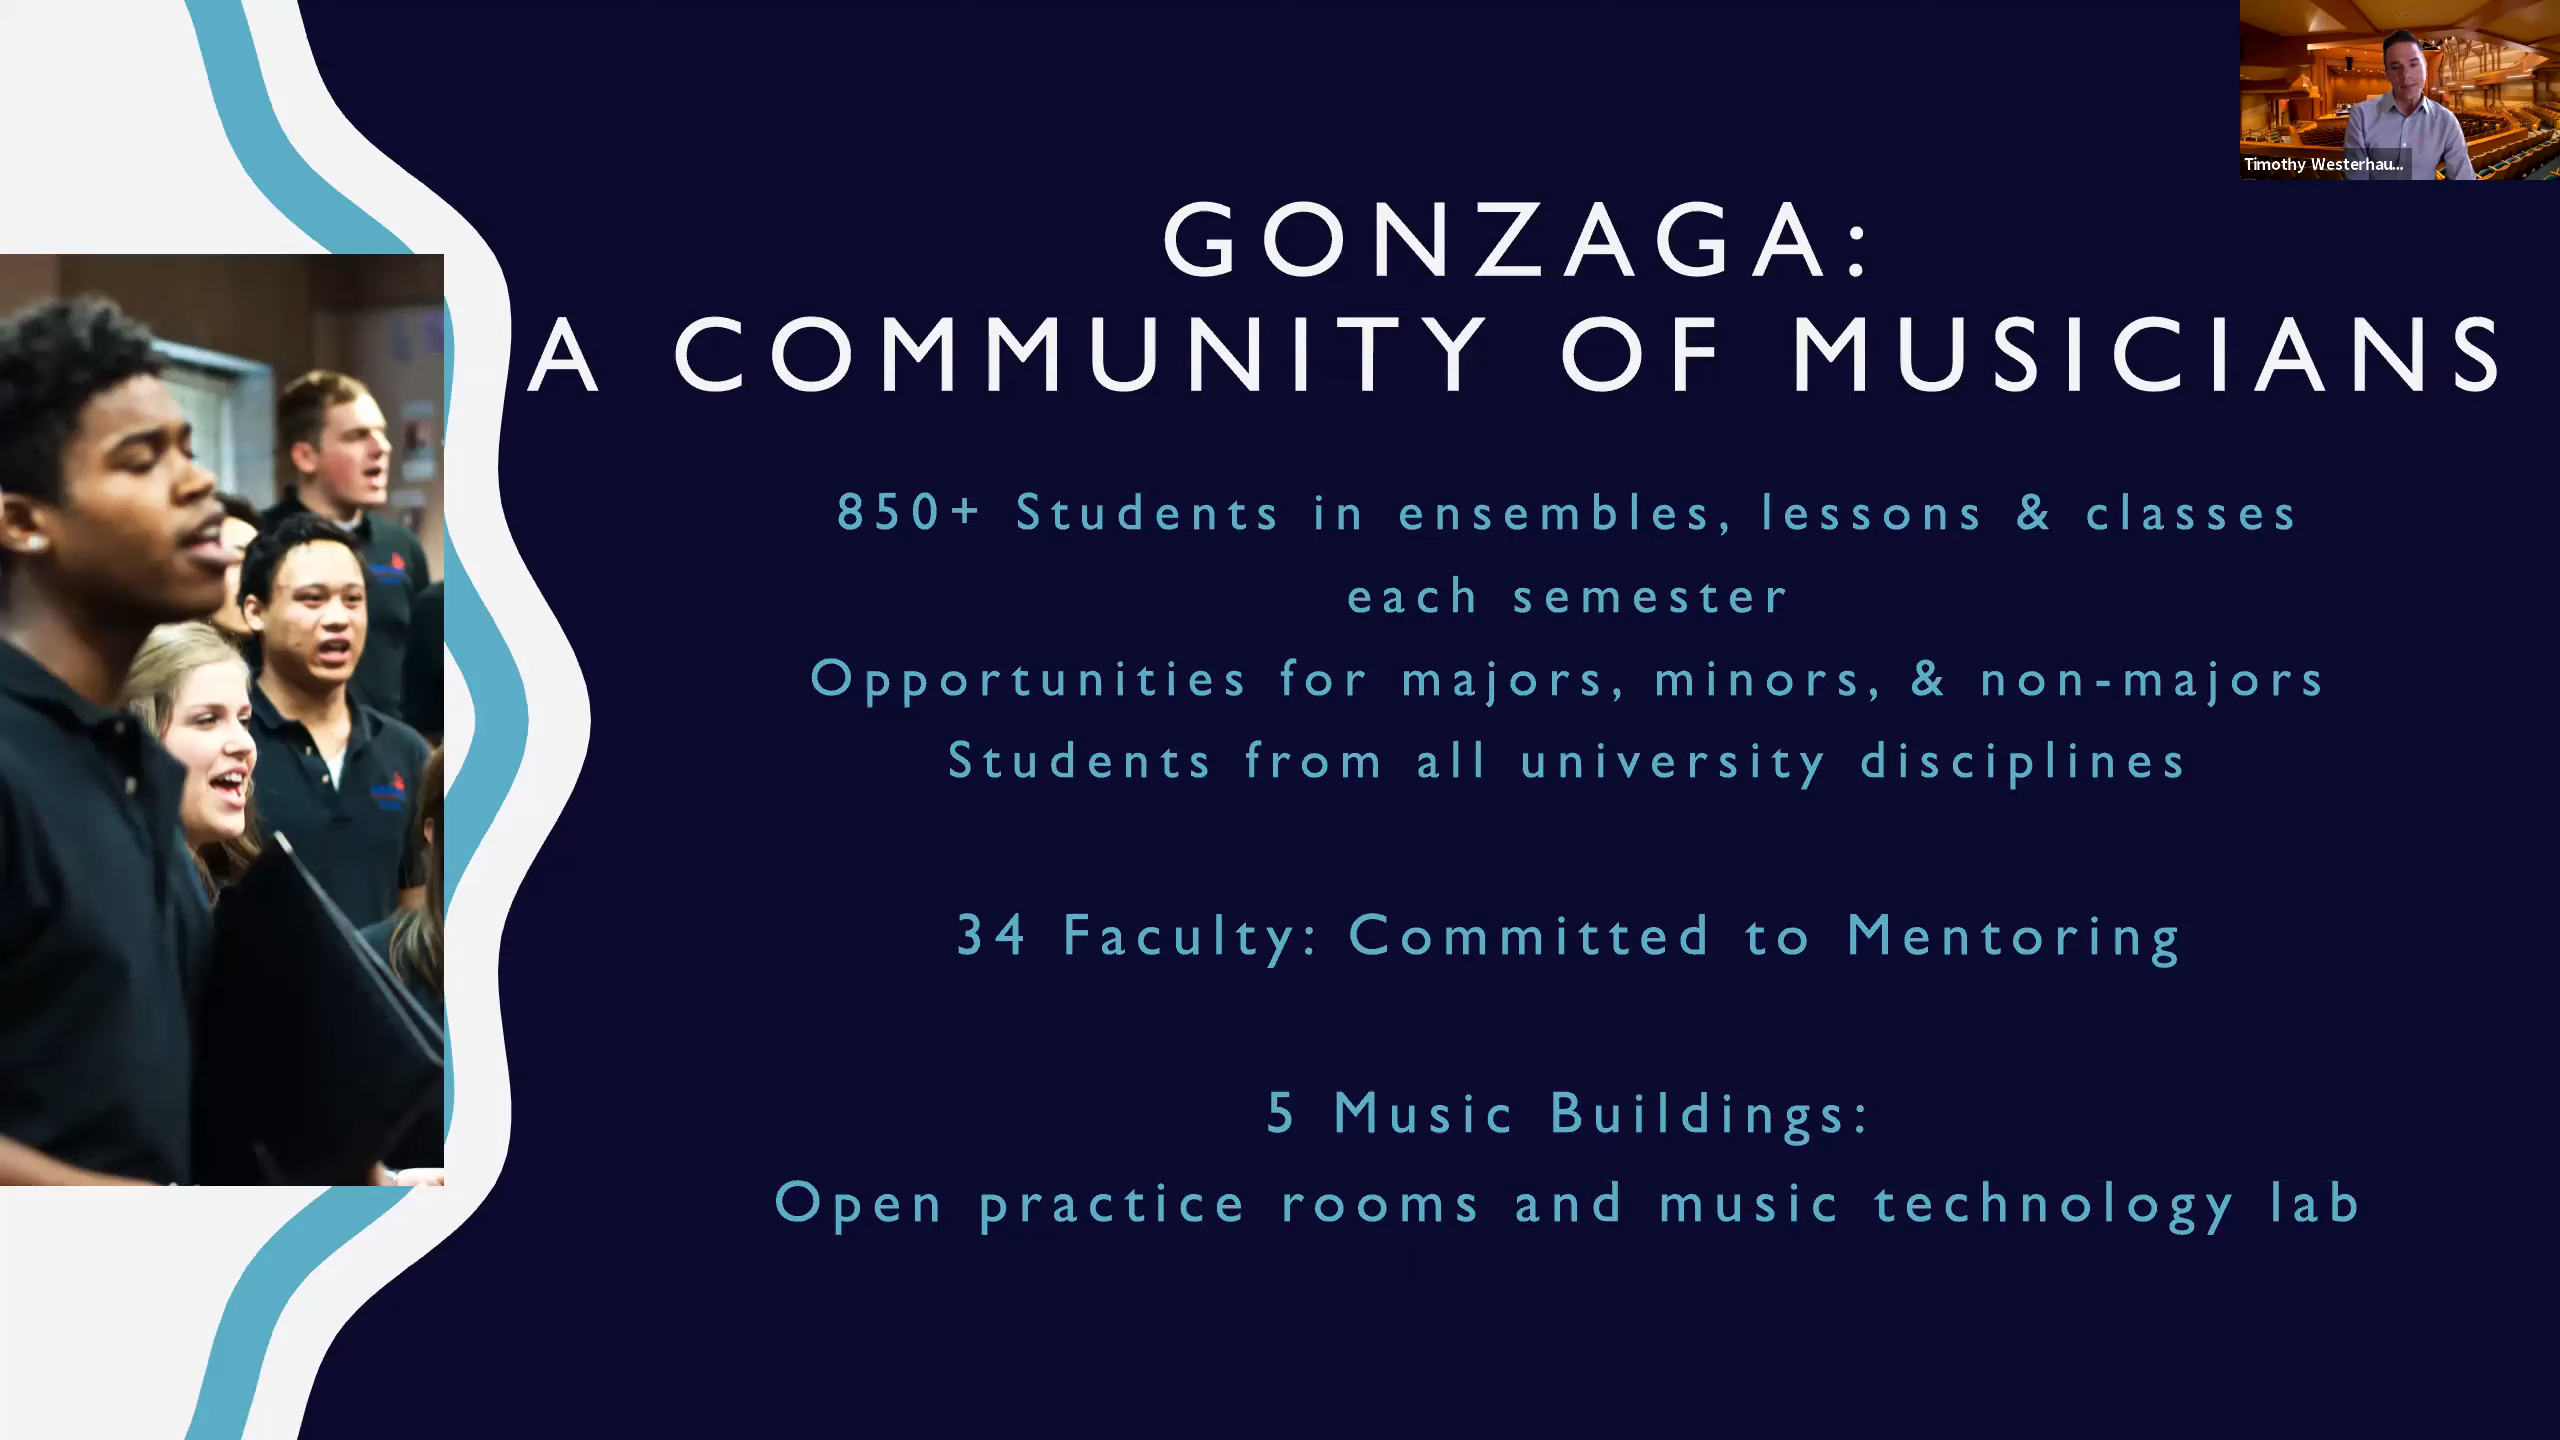 Timothy Westerhau...
GONZAGA:
A COMMUNITY OF MUSICIANS
850+ Students in ensembles, lessons & classes
each semester
Opportunities for majors, minors, & non-majors
Students from all university disciplines
34 Faculty: Committed to Mentoring
5 Music Buildings:
Open practice rooms and music technology lab